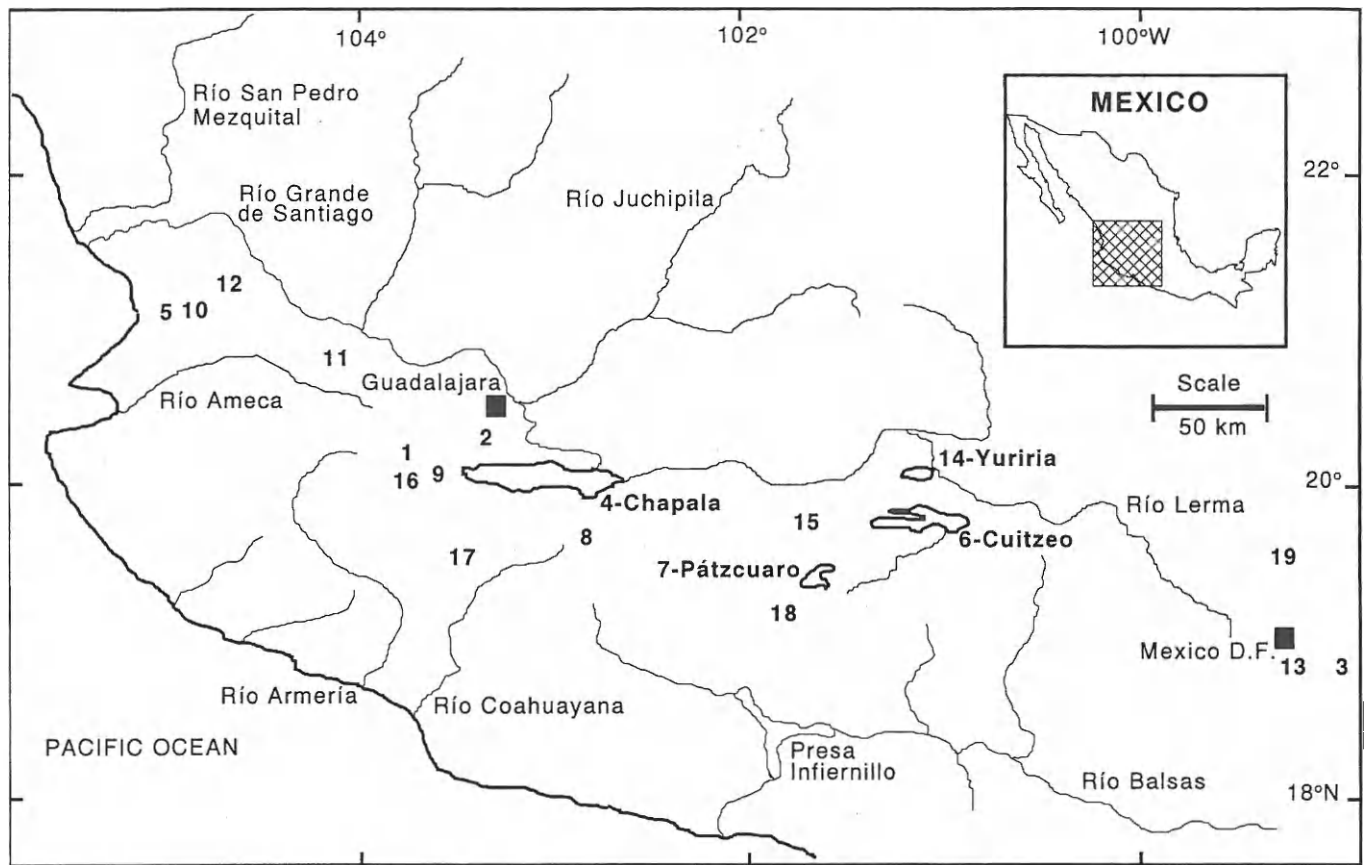 104°
102°
100°W
Río San Pedro
Mezquital
MEXICO
22°
Río Grande
de Santiago
Río Juchipila
12
5 10
11
Guadalajara
Scale
50 km
Río Ameca
2
1
14-Yuriria
16 9
20°
4-Chapala
Río Lerma
15
8
6-Cuitzeo
17
19
7-Pátzcuaro
18
Mexico D.F.
13 3
Río Armería
Río Coahuayana
PACIFIC OCEAN
Presa
Infiernillo
Río Balsas
18°N